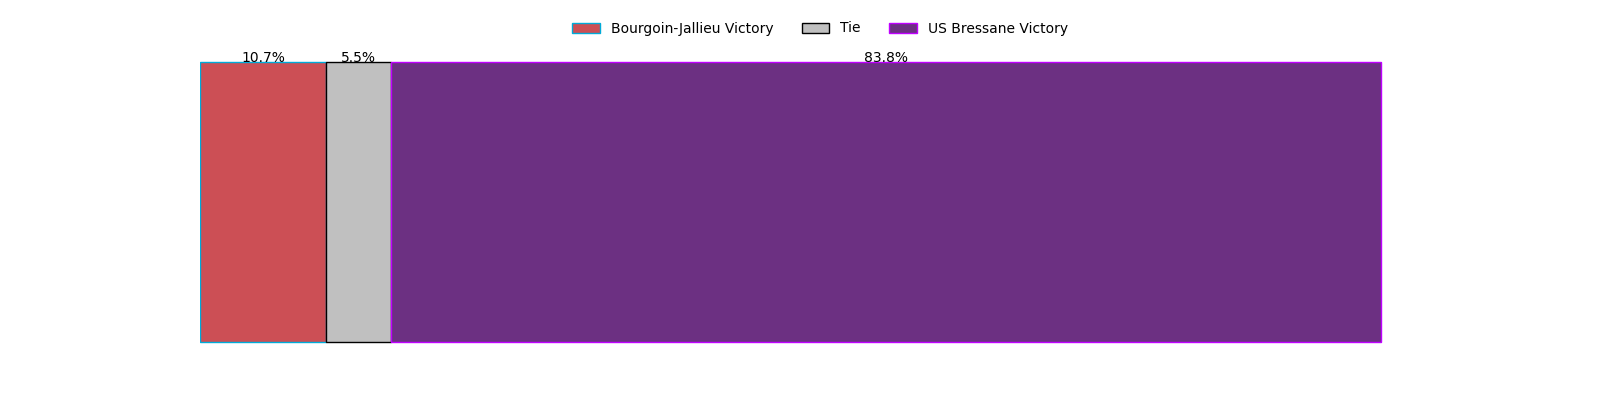 Bourgoin-Jallieu Victory Tie US Bressane Victory
10.7% 5.5% 83.8%